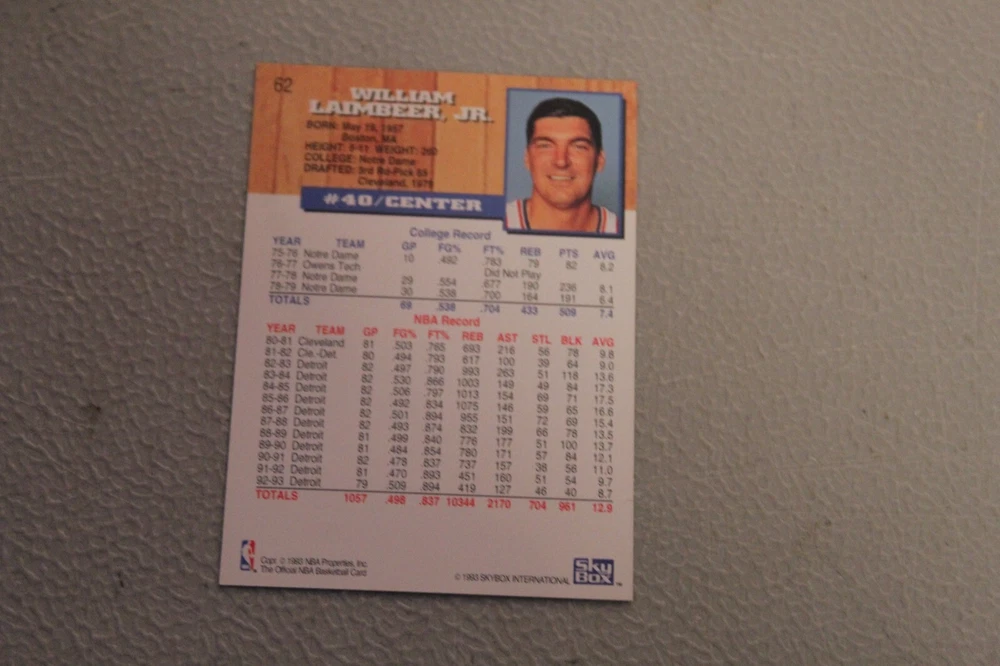 62
WILLIAM
LAIMBEER, JR.
BORN: May 19, 1957
Boston, MA
HEIGHT: 6-11 WEIGHT: 260
COLLEGE: Notre Dame
DRAFTED: 3rd Rd-Pick 65
Cleveland, 1979
#40/CENTER
College Record
YEAR TEAM GP FG% FT% REB PTS AVG
75-76 Notre Dame 10 .492 .783 79 82 8.2
76-77 Owens Tech Did Not Play
77-78 Notre Dame 29 .554 .677 190 236 8.1
78-79 Notre Dame 30 .538 .700 164 191 6.4
TOTALS 69 .538 .704 433 509 7.4
NBA Record
YEAR TEAM GP FG% FT% REB AST STL BLK AVG
80-81 Cleveland 81 .503 .765 693 216 56 78 9.8
81-82 Cle.-Det. 80 .494 .793 617 100 39 64 9.0
82-83 Detroit 82 .497 .790 993 263 51 118 13.6
83-84 Detroit 82 .530 .866 1003 149 49 84 17.3
84-85 Detroit 82 .506 .797 1013 154 69 71 17.5
85-86 Detroit 82 .492 .834 1075 146 59 65 16.6
86-87 Detroit 82 .501 .894 955 151 72 69 15.4
87-88 Detroit 82 .493 .874 832 199 66 78 13.5
88-89 Detroit 81 .499 .840 776 177 51 100 13.7
89-90 Detroit 81 .484 .854 780 171 57 84 12.1
90-91 Detroit 82 .478 .837 737 157 38 56 11.0
91-92 Detroit 81 .470 .893 451 160 51 54 9.7
92-93 Detroit 79 .509 .894 419 127 46 40 8.7
TOTALS 1057 .498 .837 10344 2170 704 961 12.9
Copr. © 1993 NBA Properties, Inc.
The Official NBA Basketball Card
© 1993 SKYBOX INTERNATIONAL
Sky
Box ™